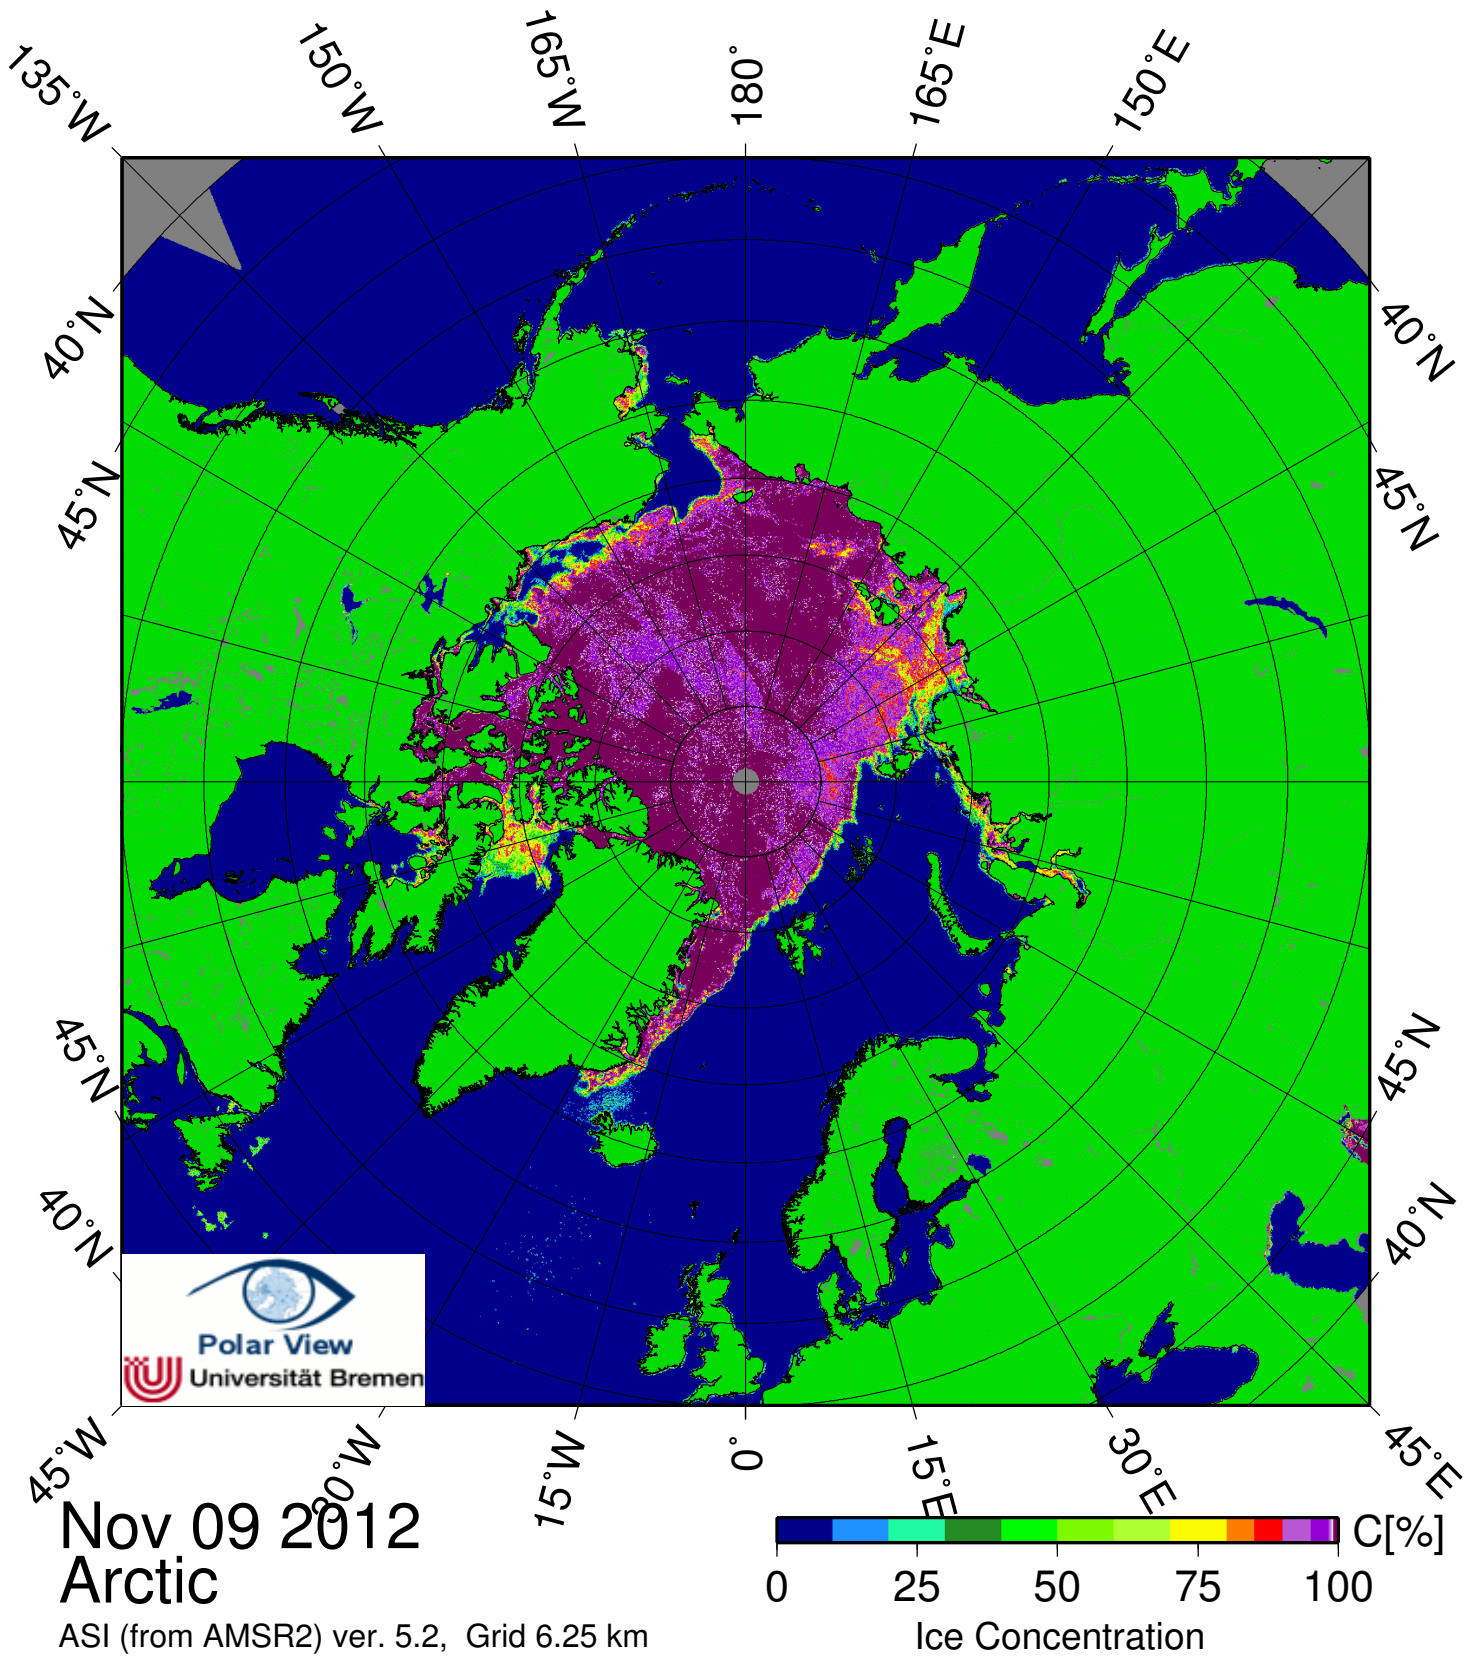 135°W
150°W
165°W
180°
165°E
150°E
40°N
40°N
45°N
45°N
45°N
45°N
40°N
40°N
Polar View
Universität Bremen
45°W
30°W
15°W
0°
15°E
30°E
45°E
Nov 09 2012
Arctic
ASI (from AMSR2) ver. 5.2, Grid 6.25 km
C[%]
0 25 50 75 100
Ice Concentration